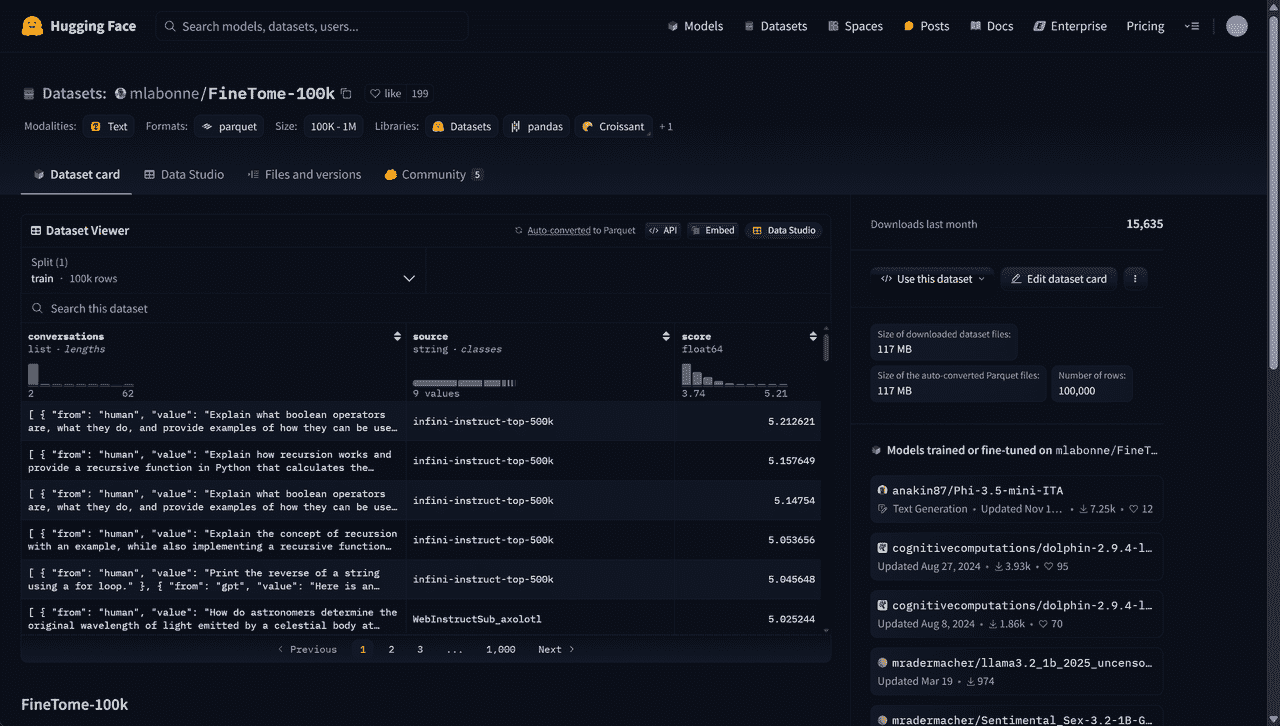 Hugging Face
Search models, datasets, users...
Models
Datasets
Spaces
Posts
Docs
Enterprise
Pricing
Datasets: mlabonne/FineTome-100k
like 199
Modalities: Text Formats: parquet Size: 100K - 1M Libraries: Datasets pandas Croissant + 1
Dataset card
Data Studio
Files and versions
Community 5
Dataset Viewer
Auto-converted to Parquet
API
Embed
Data Studio
Split (1)
train · 100k rows
Search this dataset
conversations
list · lengths
2 62
source
string · classes
9 values
score
float64
3.74 5.21
[ { "from": "human", "value": "Explain what boolean operators
are, what they do, and provide examples of how they can be use…
infini-instruct-top-500k
5.212621
[ { "from": "human", "value": "Explain how recursion works and
provide a recursive function in Python that calculates the…
infini-instruct-top-500k
5.157649
[ { "from": "human", "value": "Explain what boolean operators
are, what they do, and provide examples of how they can be use…
infini-instruct-top-500k
5.14754
[ { "from": "human", "value": "Explain the concept of recursion
with an example, while also implementing a recursive function…
infini-instruct-top-500k
5.053656
[ { "from": "human", "value": "Print the reverse of a string
using a for loop." }, { "from": "gpt", "value": "Here is an…
infini-instruct-top-500k
5.045648
[ { "from": "human", "value": "How do astronomers determine the
original wavelength of light emitted by a celestial body at…
WebInstructSub_axolotl
5.025244
< Previous 1 2 3 ... 1,000 Next >
FineTome-100k
Downloads last month
15,635
Use this dataset
Edit dataset card
Size of downloaded dataset files:
117 MB
Size of the auto-converted Parquet files:
117 MB
Number of rows:
100,000
Models trained or fine-tuned on mlabonne/FineT…
anakin87/Phi-3.5-mini-ITA
Text Generation • Updated Nov 1… • 7.25k • 12
cognitivecomputations/dolphin-2.9.4-l…
Updated Aug 27, 2024 • 3.93k • 95
cognitivecomputations/dolphin-2.9.4-l…
Updated Aug 8, 2024 • 1.86k • 70
mradermacher/llama3.2_1b_2025_uncenso…
Updated Mar 19 • 974
mradermacher/Sentimental_Sex-3.2-1B-G…